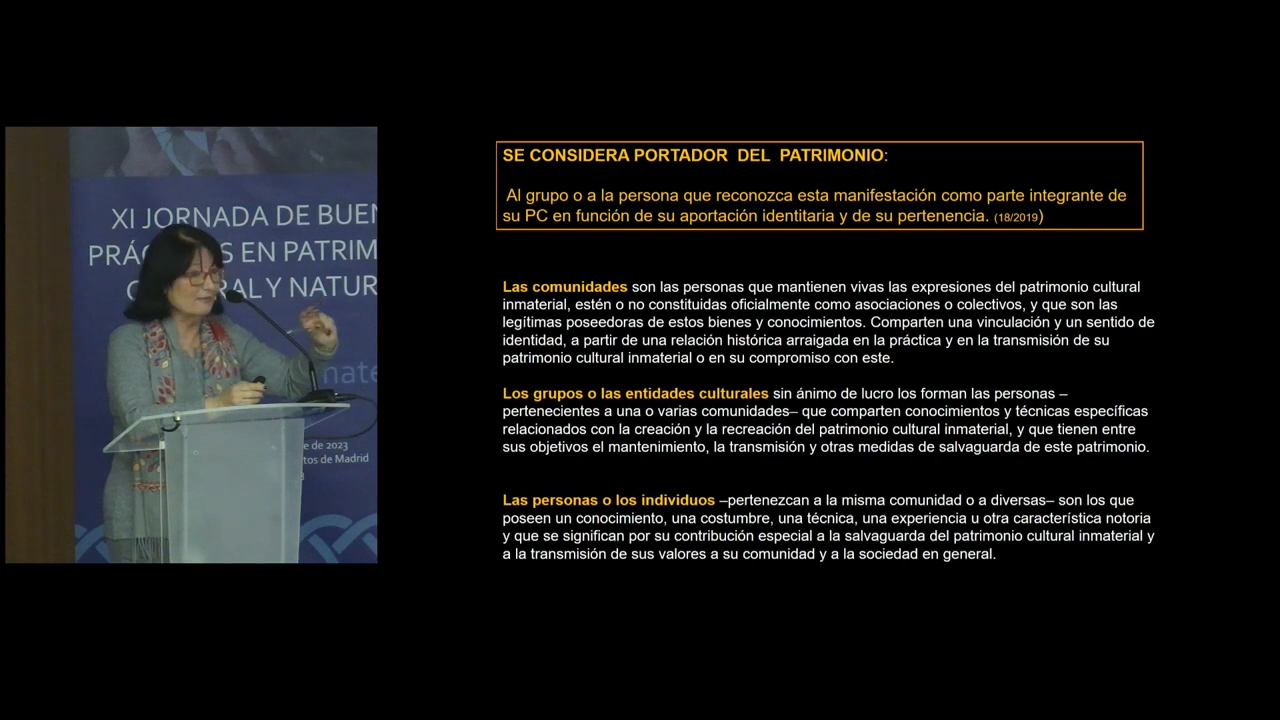 XI JORNADA DE BUEN
PRÁC S EN PATRIM
C RAL Y NATUR
mate
e de 2023
tos de Madrid
SE CONSIDERA PORTADOR DEL PATRIMONIO:
Al grupo o a la persona que reconozca esta manifestación como parte integrante de
su PC en función de su aportación identitaria y de su pertenencia. (18/2019)
Las comunidades son las personas que mantienen vivas las expresiones del patrimonio cultural
inmaterial, estén o no constituidas oficialmente como asociaciones o colectivos, y que son las
legítimas poseedoras de estos bienes y conocimientos. Comparten una vinculación y un sentido de
identidad, a partir de una relación histórica arraigada en la práctica y en la transmisión de su
patrimonio cultural inmaterial o en su compromiso con este.
Los grupos o las entidades culturales sin ánimo de lucro los forman las personas –
pertenecientes a una o varias comunidades– que comparten conocimientos y técnicas específicas
relacionados con la creación y la recreación del patrimonio cultural inmaterial, y que tienen entre
sus objetivos el mantenimiento, la transmisión y otras medidas de salvaguarda de este patrimonio.
Las personas o los individuos –pertenezcan a la misma comunidad o a diversas– son los que
poseen un conocimiento, una costumbre, una técnica, una experiencia u otra característica notoria
y que se significan por su contribución especial a la salvaguarda del patrimonio cultural inmaterial y
a la transmisión de sus valores a su comunidad y a la sociedad en general.